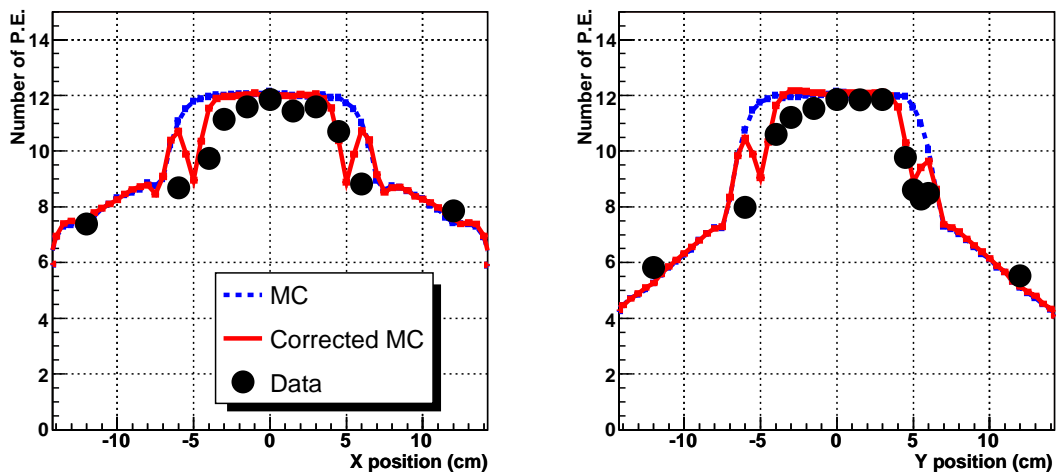 Number of P.E.
14
12
10
8
6
4
2
0
-10 -5 0 5 10
X position (cm)
MC
Corrected MC
Data
Number of P.E.
14
12
10
8
6
4
2
0
-10 -5 0 5 10
Y position (cm)